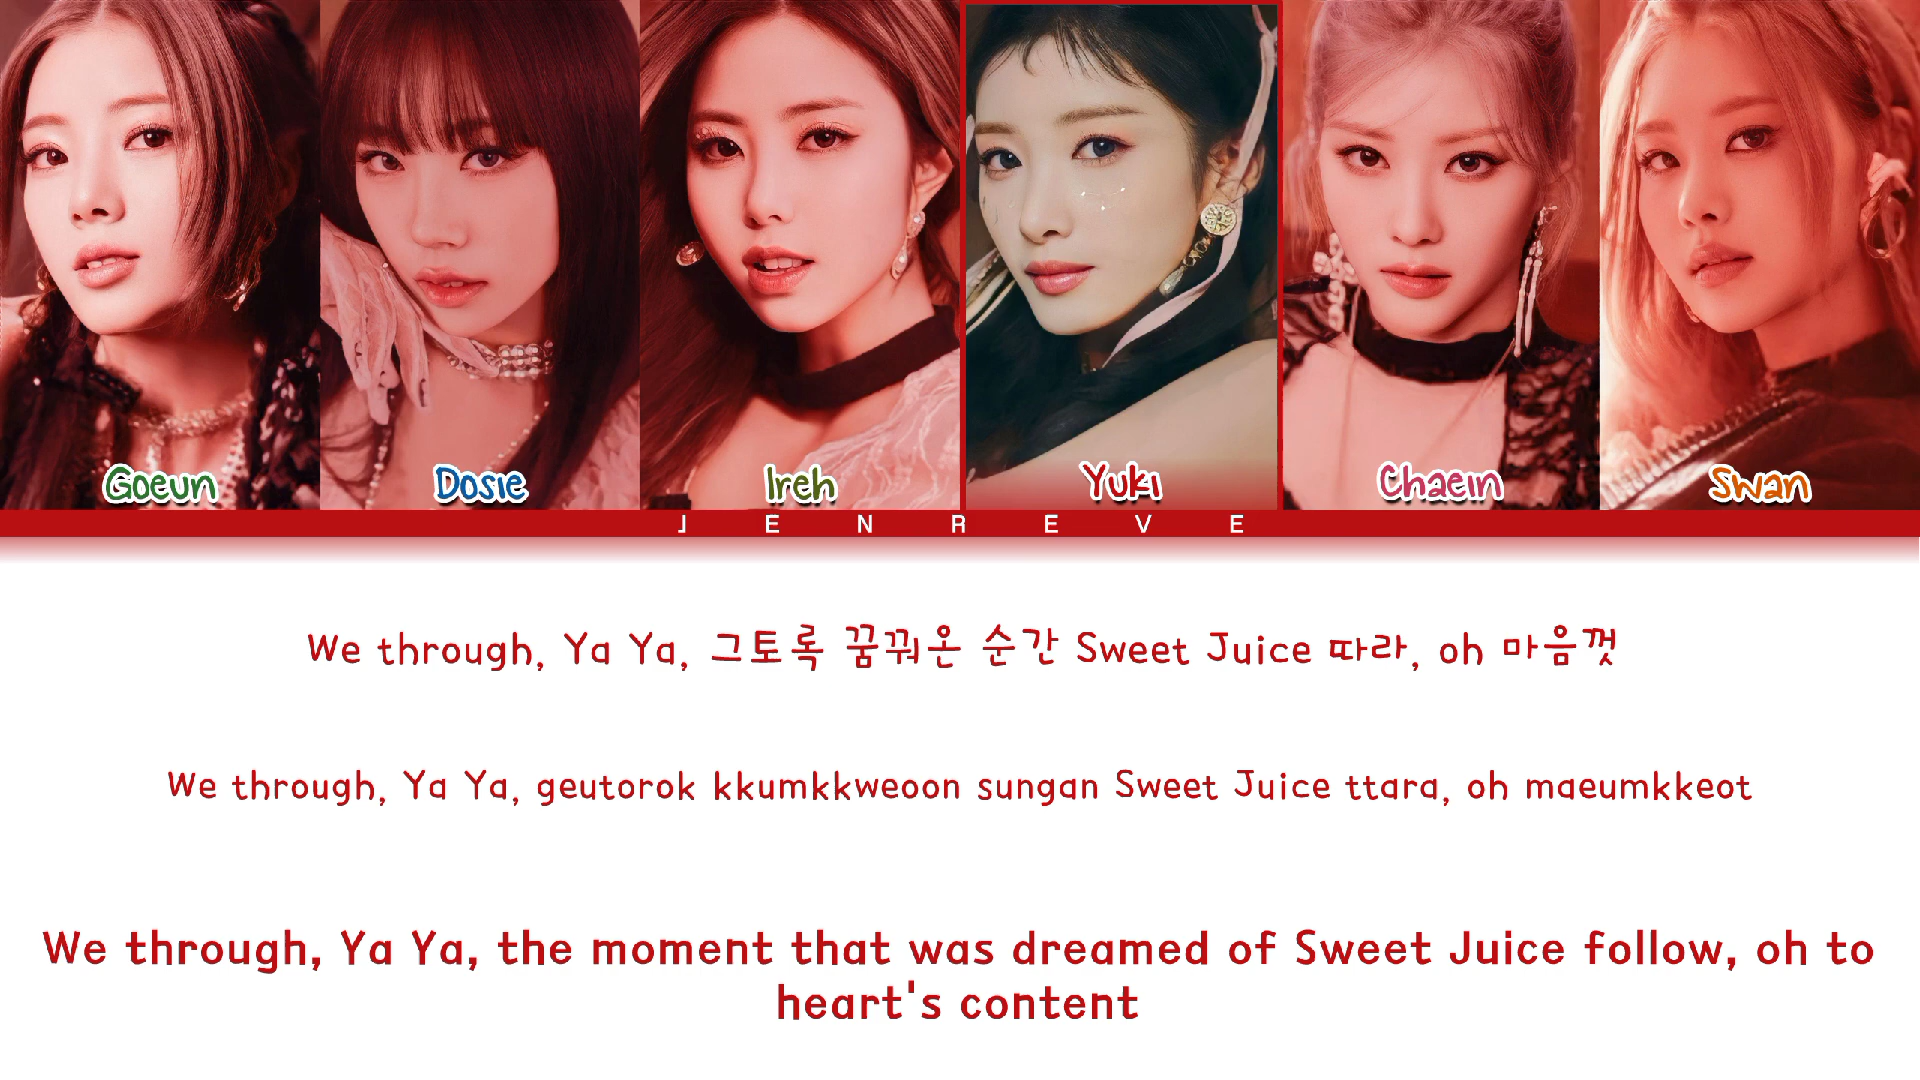 Goeun Dosie Ireh Yuki Chaein Swan
JENREVE
We through, Ya Ya, 그토록 꿈꿔온 순간 Sweet Juice 따라, oh 마음껏
We through, Ya Ya, geutorok kkumkkweoon sungan Sweet Juice ttara, oh maeumkkeot
We through, Ya Ya, the moment that was dreamed of Sweet Juice follow, oh to
heart's content